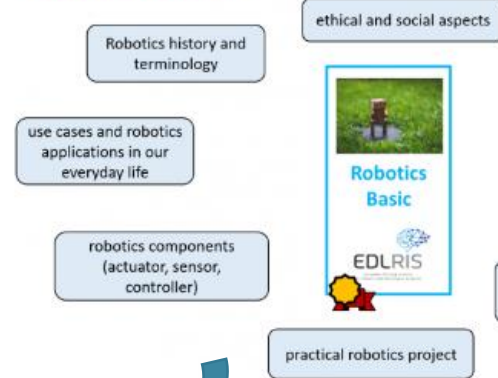 ethical and social aspects
Robotics history and
terminology
use cases and robotics
applications in our
everyday life
Robotics
Basic
robotics components
(actuator, sensor,
controller)
EDLRIS
practical robotics project